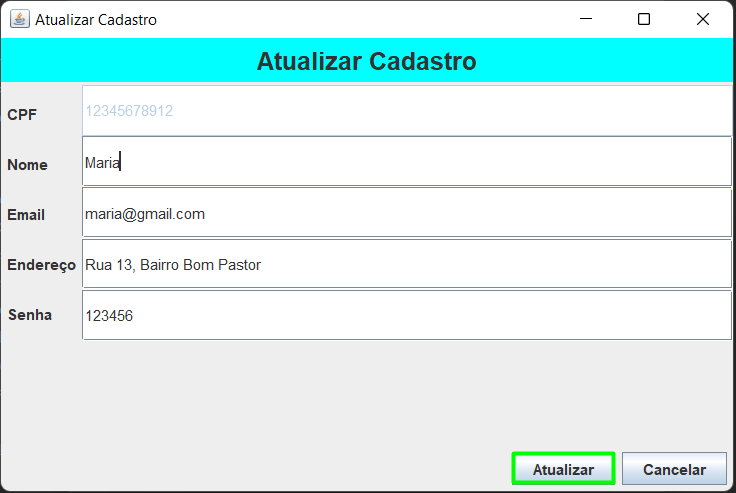 Atualizar Cadastro
Atualizar Cadastro
CPF 12345678912
Nome Maria
Email maria@gmail.com
Endereço Rua 13, Bairro Bom Pastor
Senha 123456
Atualizar Cancelar